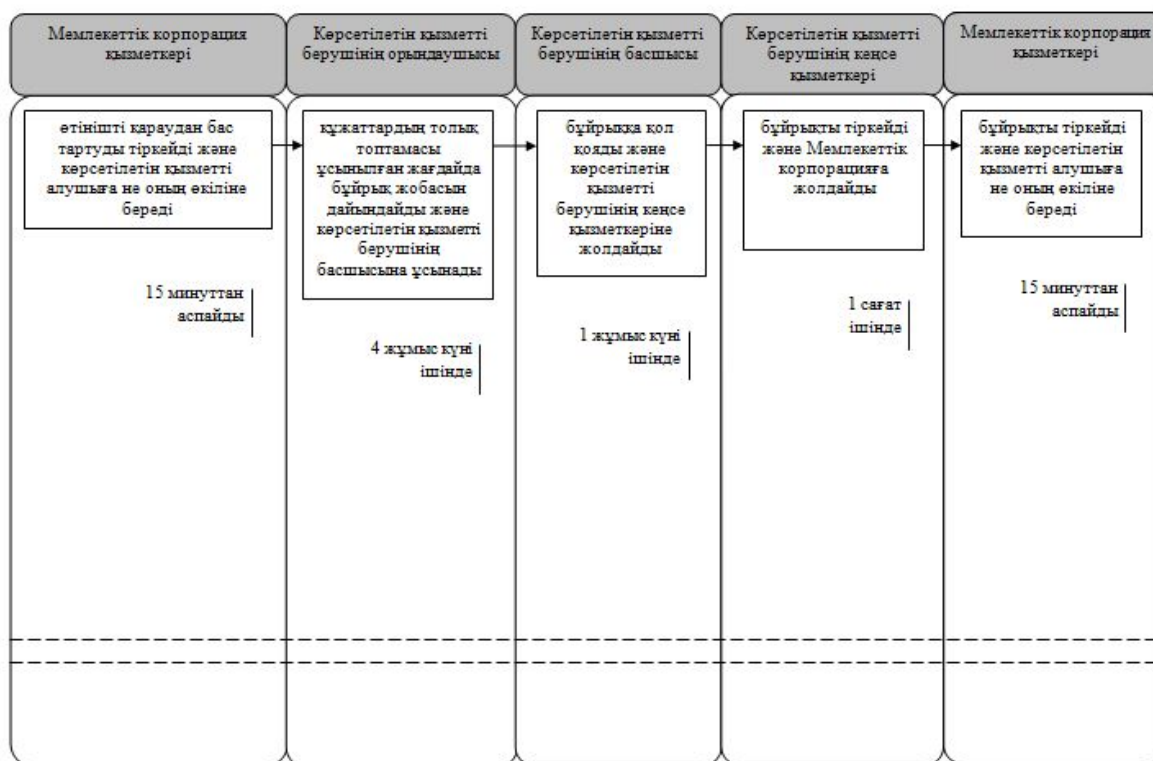 Мемлекеттік корпорация
қызметкері
Көрсетілетін қызметті
берушінің орындаушысы
Көрсетілетін қызметті
берушінің басшысы
Көрсетілетін қызметті
берушінің кеңсе
қызметкері
Мемлекеттік корпорация
қызметкері
өтінішті қараудан бас
тартуды тіркейді және
көрсетілетін қызметті
алушыға не оның өкіліне
береді
15 минуттан
аспайды
құжаттардың толық
топтамасы
ұсынылған жағдайда
бұйрық жобасын
дайындайды және
көрсетілетін қызметті
берушінің
басшысына ұсынады
4 жұмыс күні
ішінде
бұйрыққа қол
қояды және
көрсетілетін
қызметті
берушінің кеңсе
қызметкеріне
жолдайды
1 жұмыс күні
ішінде
бұйрықты тіркейді
және Мемлекеттік
корпорацияға
жолдайды
1 сағат
ішінде
бұйрықты тіркейді
және көрсетілетін
қызметті алушыға
не оның өкіліне
береді
15 минуттан
аспайды